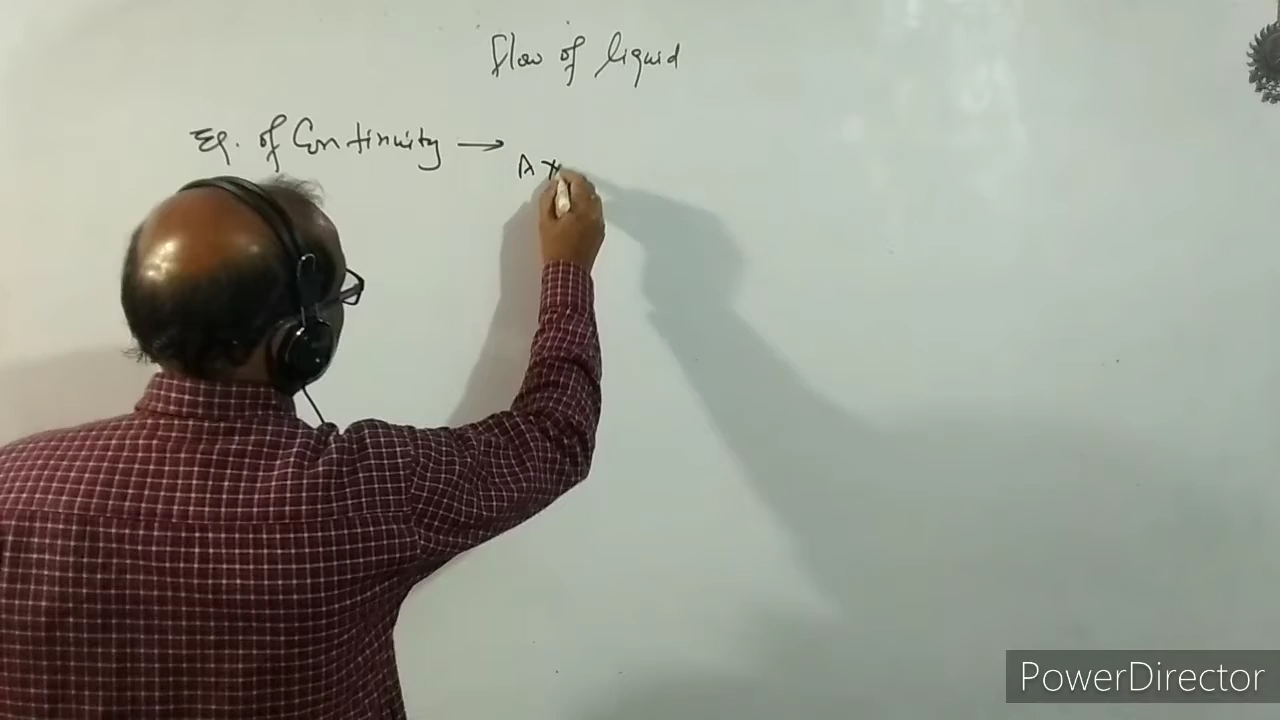 flow of liquid
Eq. of Continuity →
A ×
PowerDirector